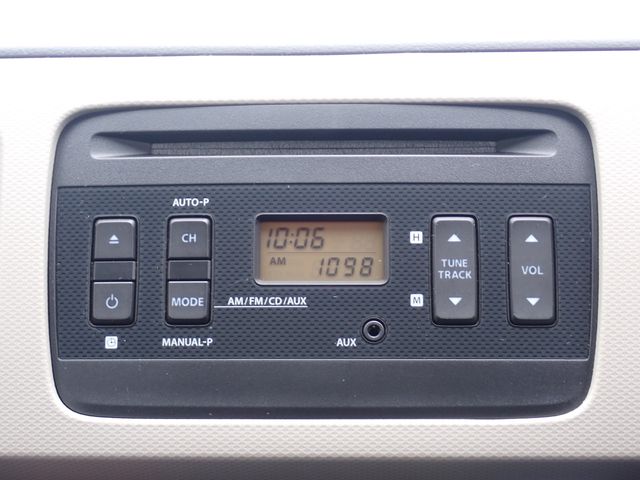 AUTO-P
CH
MODE
AM/FM/CD/AUX
MANUAL-P
10:06
AM 1098
AUX
H
M
TUNE
TRACK
VOL